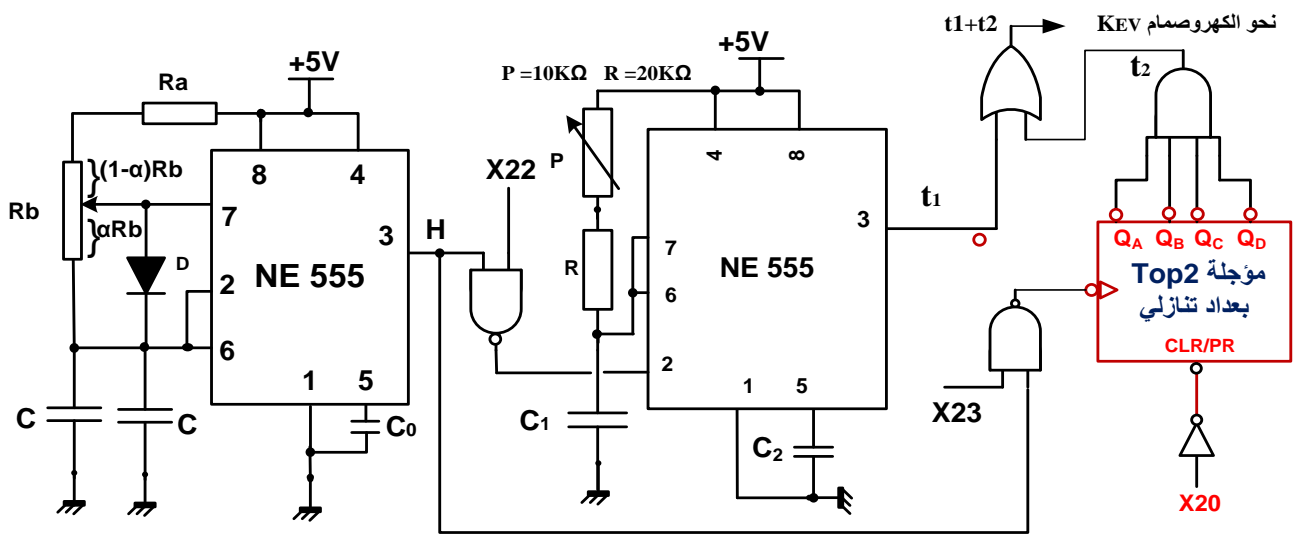 t1+t2
نحو الكهروصمام KEV
+5V
Ra
(1-α)Rb
Rb
αRb
D
8
4
7
3
2
6
1
5
NE 555
C
C
C0
H
X22
+5V
P =10KΩ R =20KΩ
P
R
4
8
7
6
2
3
1
5
NE 555
C1
C2
t1
t2
QA QB QC QD
مؤجلة Top2
بعداد تنازلي
CLR/PR
X23
X20